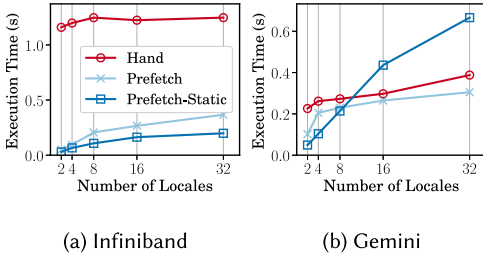 Execution Time (s)
1.0
0.5
0.0
2 4 8 16 32
Number of Locales
Hand
Prefetch
Prefetch-Static
(a) Infiniband
Execution Time (s)
0.6
0.4
0.2
0.0
2 4 8 16 32
Number of Locales
(b) Gemini